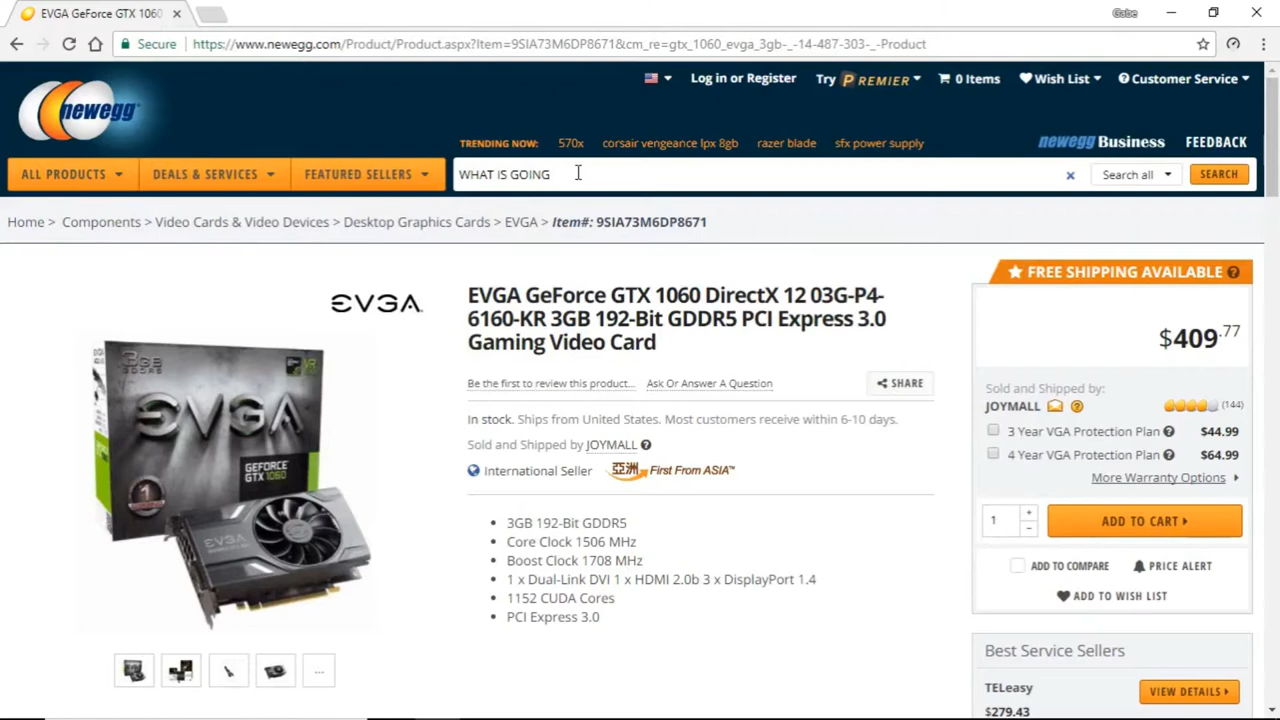 EVGA GeForce GTX 1060
Gabe
Secure
https://www.newegg.com/Product/Product.aspx?Item=9SIA73M6DP8671&cm_re=gtx_1060_evga_3gb-_-14-487-303-_-Product
Log in or Register
Try PREMIER
0 Items
Wish List
Customer Service
newegg
TRENDING NOW: 570x corsair vengeance lpx 8gb razer blade sfx power supply
newegg Business
FEEDBACK
ALL PRODUCTS
DEALS & SERVICES
FEATURED SELLERS
WHAT IS GOING
Search all
SEARCH
Home > Components > Video Cards & Video Devices > Desktop Graphics Cards > EVGA > Item#: 9SIA73M6DP8671
EVGA
EVGA GeForce GTX 1060 DirectX 12 03G-P4-
6160-KR 3GB 192-Bit GDDR5 PCI Express 3.0
Gaming Video Card
Be the first to review this product...
Ask Or Answer A Question
SHARE
In stock. Ships from United States. Most customers receive within 6-10 days.
Sold and Shipped by JOYMALL
International Seller
亞洲 First From ASIA™
3GB 192-Bit GDDR5
Core Clock 1506 MHz
Boost Clock 1708 MHz
1 x Dual-Link DVI 1 x HDMI 2.0b 3 x DisplayPort 1.4
1152 CUDA Cores
PCI Express 3.0
3GB
EVGA
GEFORCE
GTX 1060
EVGA
...
FREE SHIPPING AVAILABLE
$409.77
Sold and Shipped by:
JOYMALL
(144)
3 Year VGA Protection Plan $44.99
4 Year VGA Protection Plan $64.99
More Warranty Options
1
ADD TO CART
ADD TO COMPARE
PRICE ALERT
ADD TO WISH LIST
Best Service Sellers
TELeasy
$279.43
VIEW DETAILS